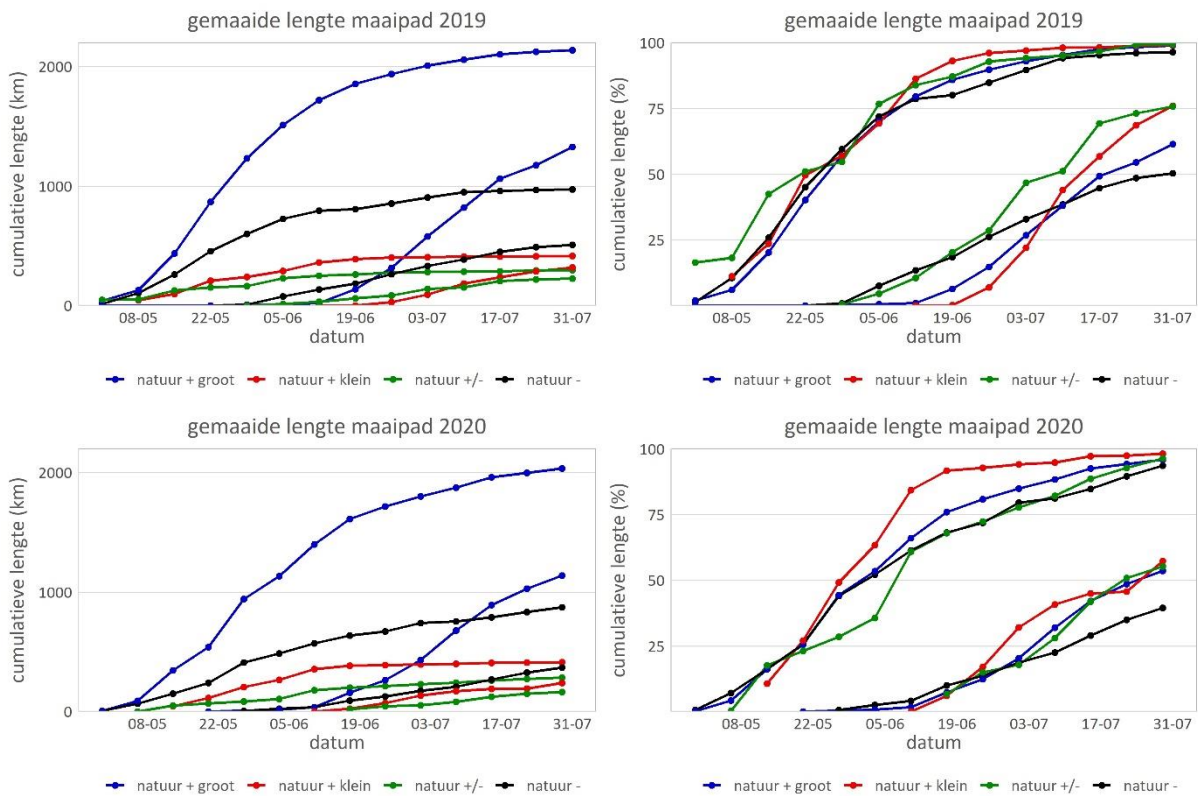 gemaaide lengte maaipad 2019
cumulatieve lengte (km)
2000
1000
0
08-05 22-05 05-06 19-06 03-07 17-07 31-07
datum
natuur + groot natuur + klein natuur +/- natuur -
gemaaide lengte maaipad 2019
cumulatieve lengte (%)
100
75
50
25
08-05 22-05 05-06 19-06 03-07 17-07 31-07
datum
natuur + groot natuur + klein natuur +/- natuur -
gemaaide lengte maaipad 2020
cumulatieve lengte (km)
2000
1000
0
08-05 22-05 05-06 19-06 03-07 17-07 31-07
datum
natuur + groot natuur + klein natuur +/- natuur -
gemaaide lengte maaipad 2020
cumulatieve lengte (%)
100
75
50
25
08-05 22-05 05-06 19-06 03-07 17-07 31-07
datum
natuur + groot natuur + klein natuur +/- natuur -